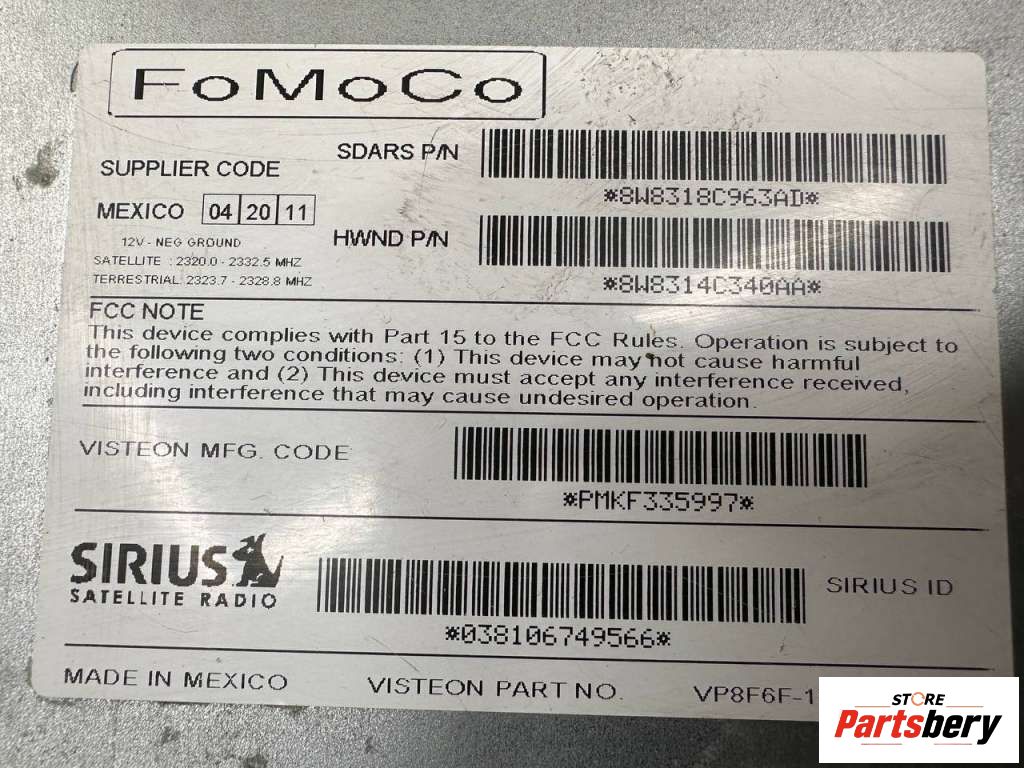 FoMoCo
SUPPLIER CODE
SDARS P/N
*8W8318C963AD*
MEXICO 04 20 11
HWND P/N
*8W8314C340AA*
12V - NEG GROUND
SATELLITE : 2320.0 - 2332.5 MHZ
TERRESTRIAL: 2323.7 - 2328.8 MHZ
FCC NOTE
This device complies with Part 15 to the FCC Rules. Operation is subject to
the following two conditions: (1) This device may not cause harmful
interference and (2) This device must accept any interference received,
including interference that may cause undesired operation.
VISTEON MFG. CODE
*PMKF335997*
SIRIUS
SATELLITE RADIO
SIRIUS ID
*038106749566*
MADE IN MEXICO VISTEON PART NO. VP8F6F-1
STORE
Partsbery